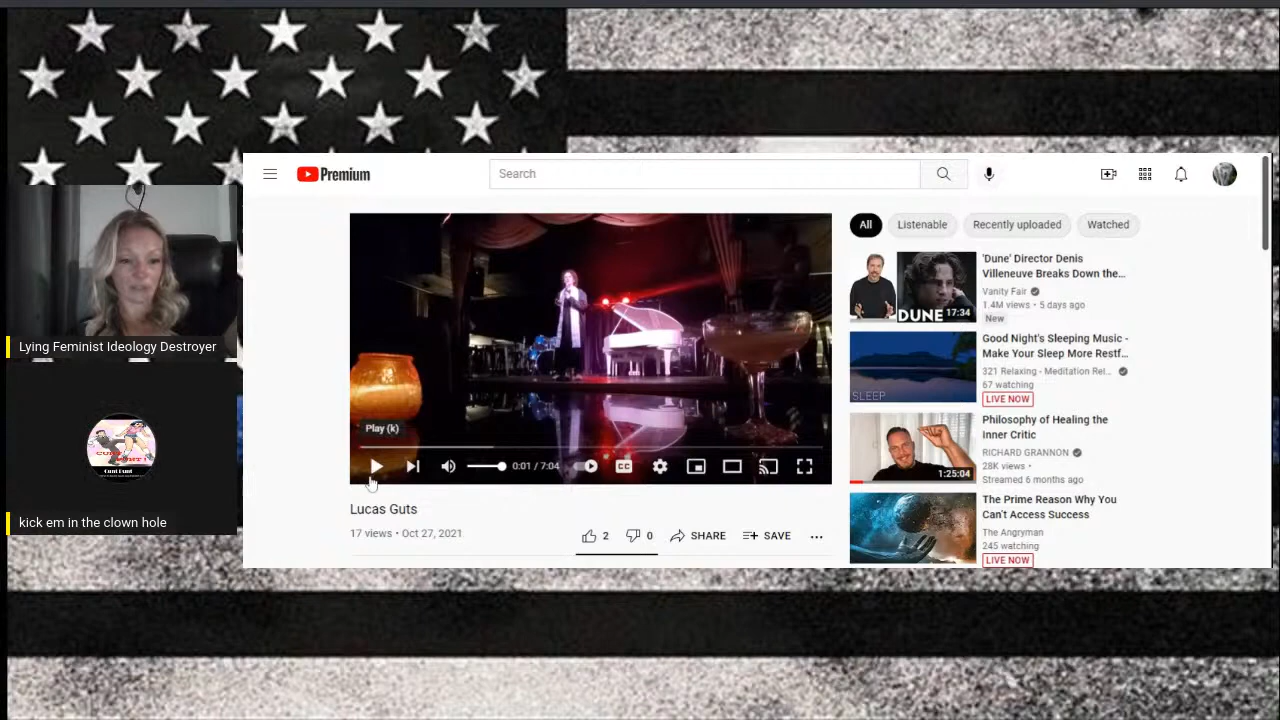 Premium
Search
Play (k)
0:01 / 7:04
CC
Lucas Guts
17 views • Oct 27, 2021
2
0
SHARE
SAVE
All
Listenable
Recently uploaded
Watched
DUNE
17:34
'Dune' Director Denis
Villeneuve Breaks Down the...
Vanity Fair
1.4M views • 5 days ago
New
SLEEP
Good Night's Sleeping Music -
Make Your Sleep More Restf...
321 Relaxing - Meditation Rel...
67 watching
LIVE NOW
1:25:04
Philosophy of Healing the
Inner Critic
RICHARD GRANNON
28K views •
Streamed 6 months ago
The Prime Reason Why You
Can't Access Success
The Angryman
245 watching
LIVE NOW
Lying Feminist Ideology Destroyer
kick em in the clown hole